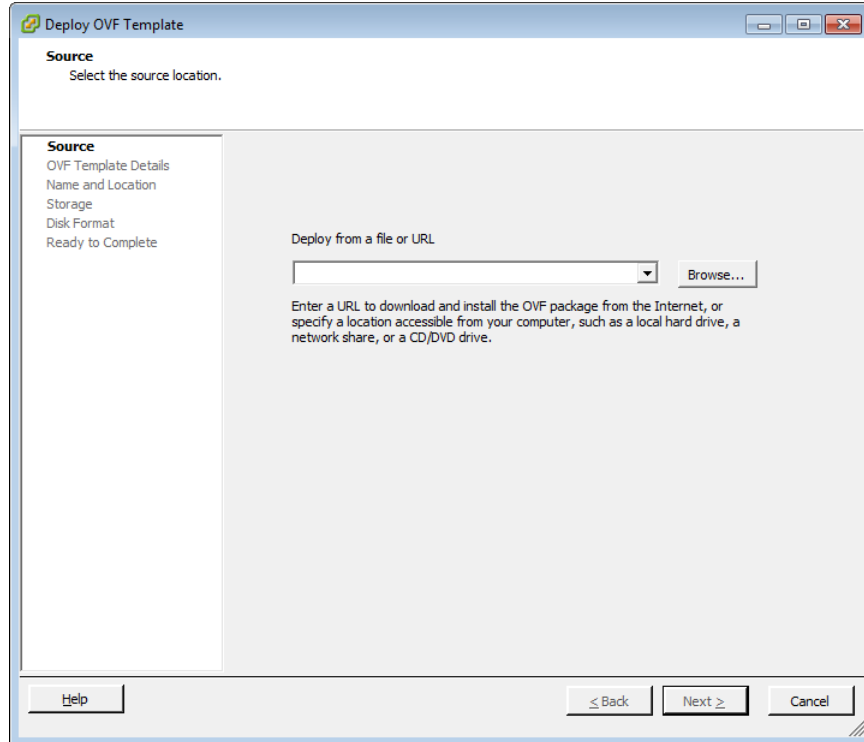 Deploy OVF Template
Source
Select the source location.
Source
OVF Template Details
Name and Location
Storage
Disk Format
Ready to Complete
Deploy from a file or URL
Browse...
Enter a URL to download and install the OVF package from the Internet, or
specify a location accessible from your computer, such as a local hard drive, a
network share, or a CD/DVD drive.
Help
< Back
Next >
Cancel